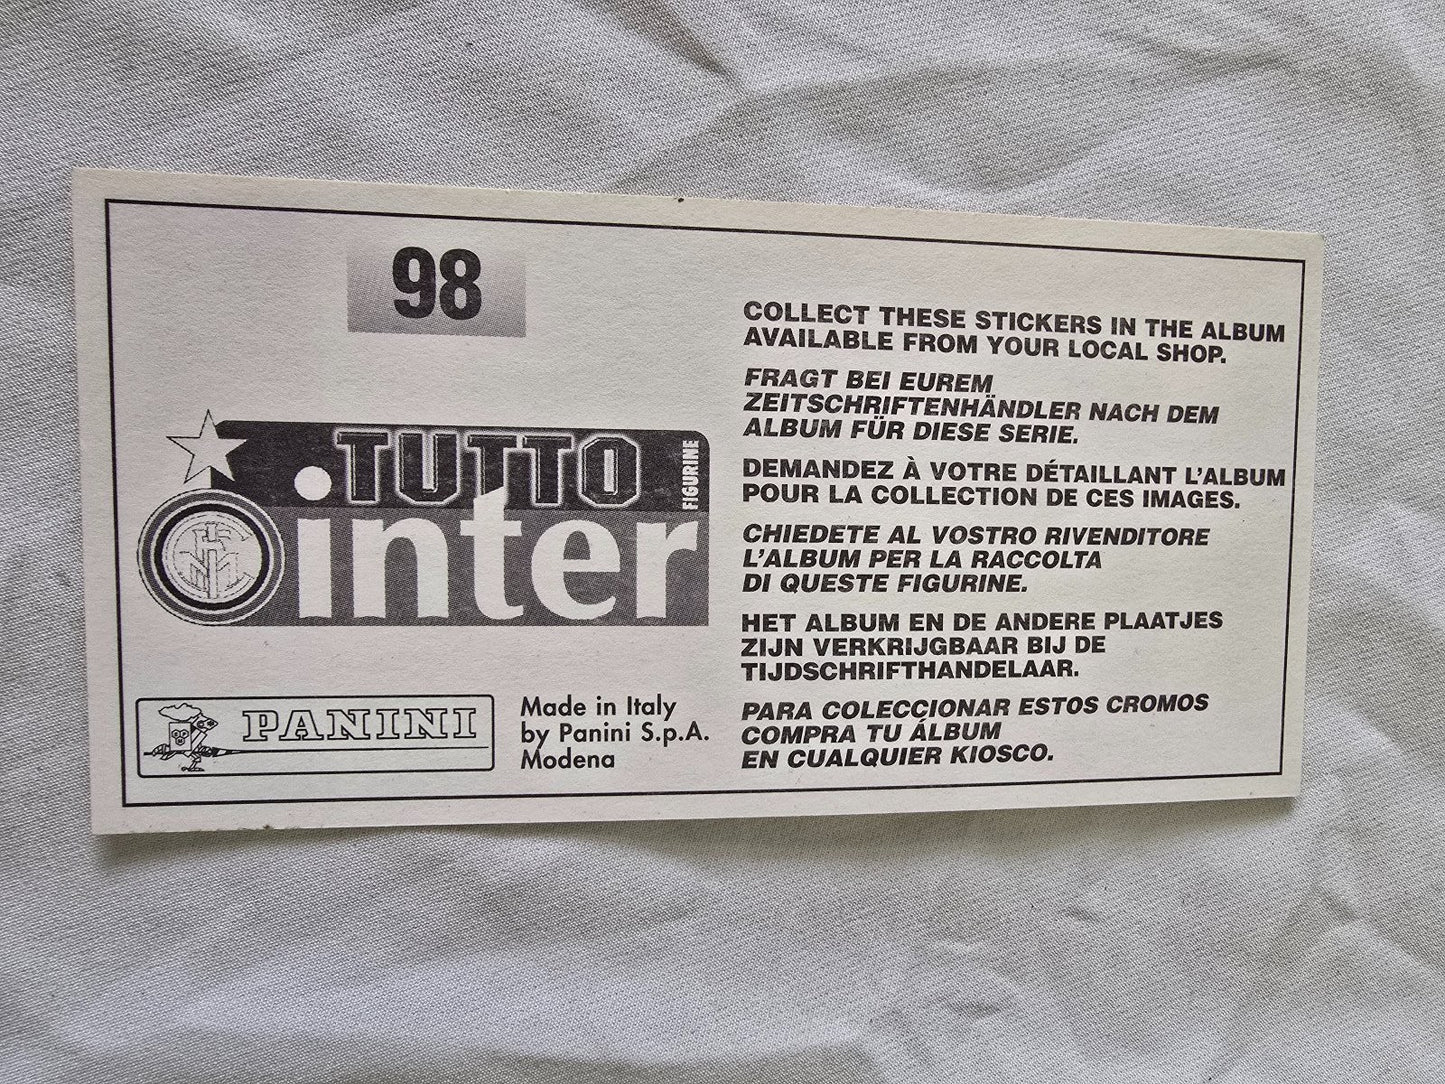 98
TUTTO
inter
FIGURINE
PANINI
Made in Italy
by Panini S.p.A.
Modena
COLLECT THESE STICKERS IN THE ALBUM
AVAILABLE FROM YOUR LOCAL SHOP.
FRAGT BEI EUREM
ZEITSCHRIFTENHÄNDLER NACH DEM
ALBUM FÜR DIESE SERIE.
DEMANDEZ À VOTRE DÉTAILLANT L'ALBUM
POUR LA COLLECTION DE CES IMAGES.
CHIEDETE AL VOSTRO RIVENDITORE
L'ALBUM PER LA RACCOLTA
DI QUESTE FIGURINE.
HET ALBUM EN DE ANDERE PLAATJES
ZIJN VERKRIJGBAAR BIJ DE
TIJDSCHRIFTHANDELAAR.
PARA COLECCIONAR ESTOS CROMOS
COMPRA TU ÁLBUM
EN CUALQUIER KIOSCO.